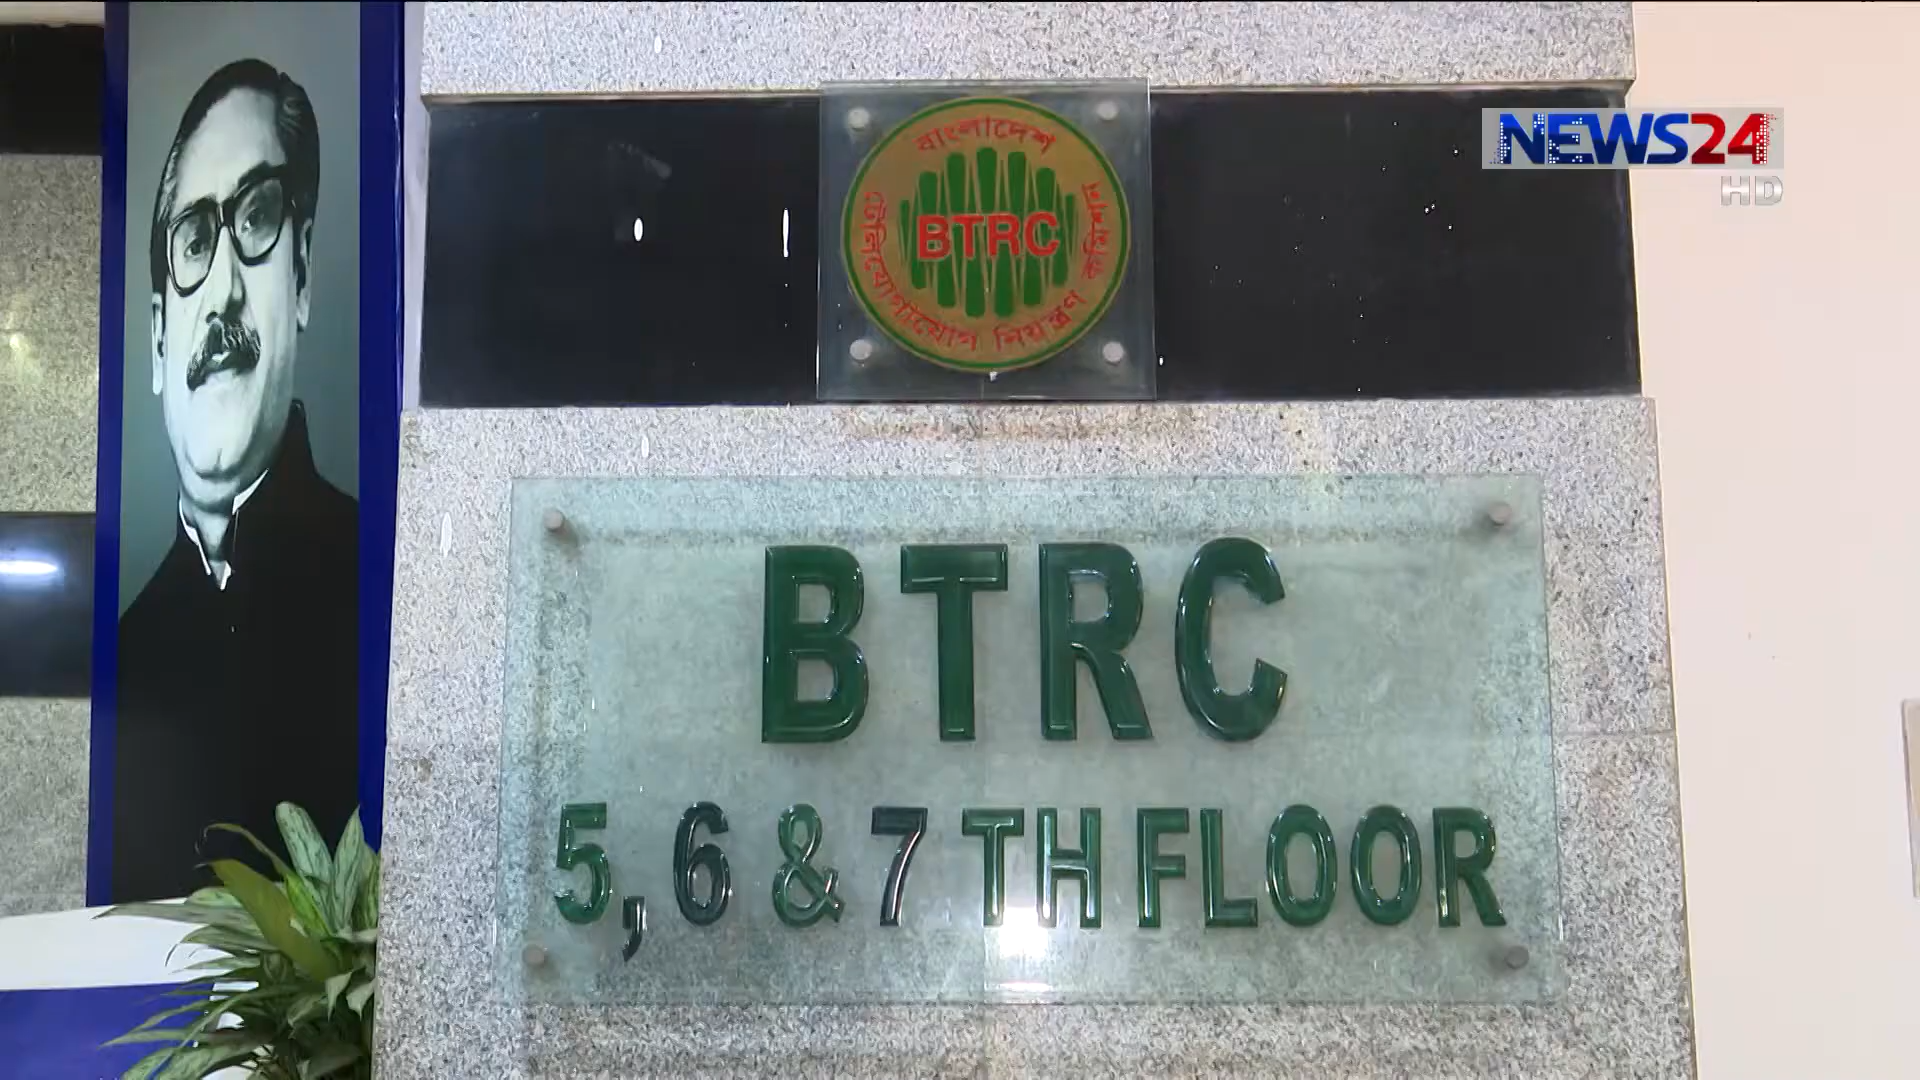 বাংলাদেশ
টেলিযোগাযোগ নিয়ন্ত্রণ কমিশন
BTRC
NEWS24
HD
BTRC
5, 6 & 7 TH FLOOR